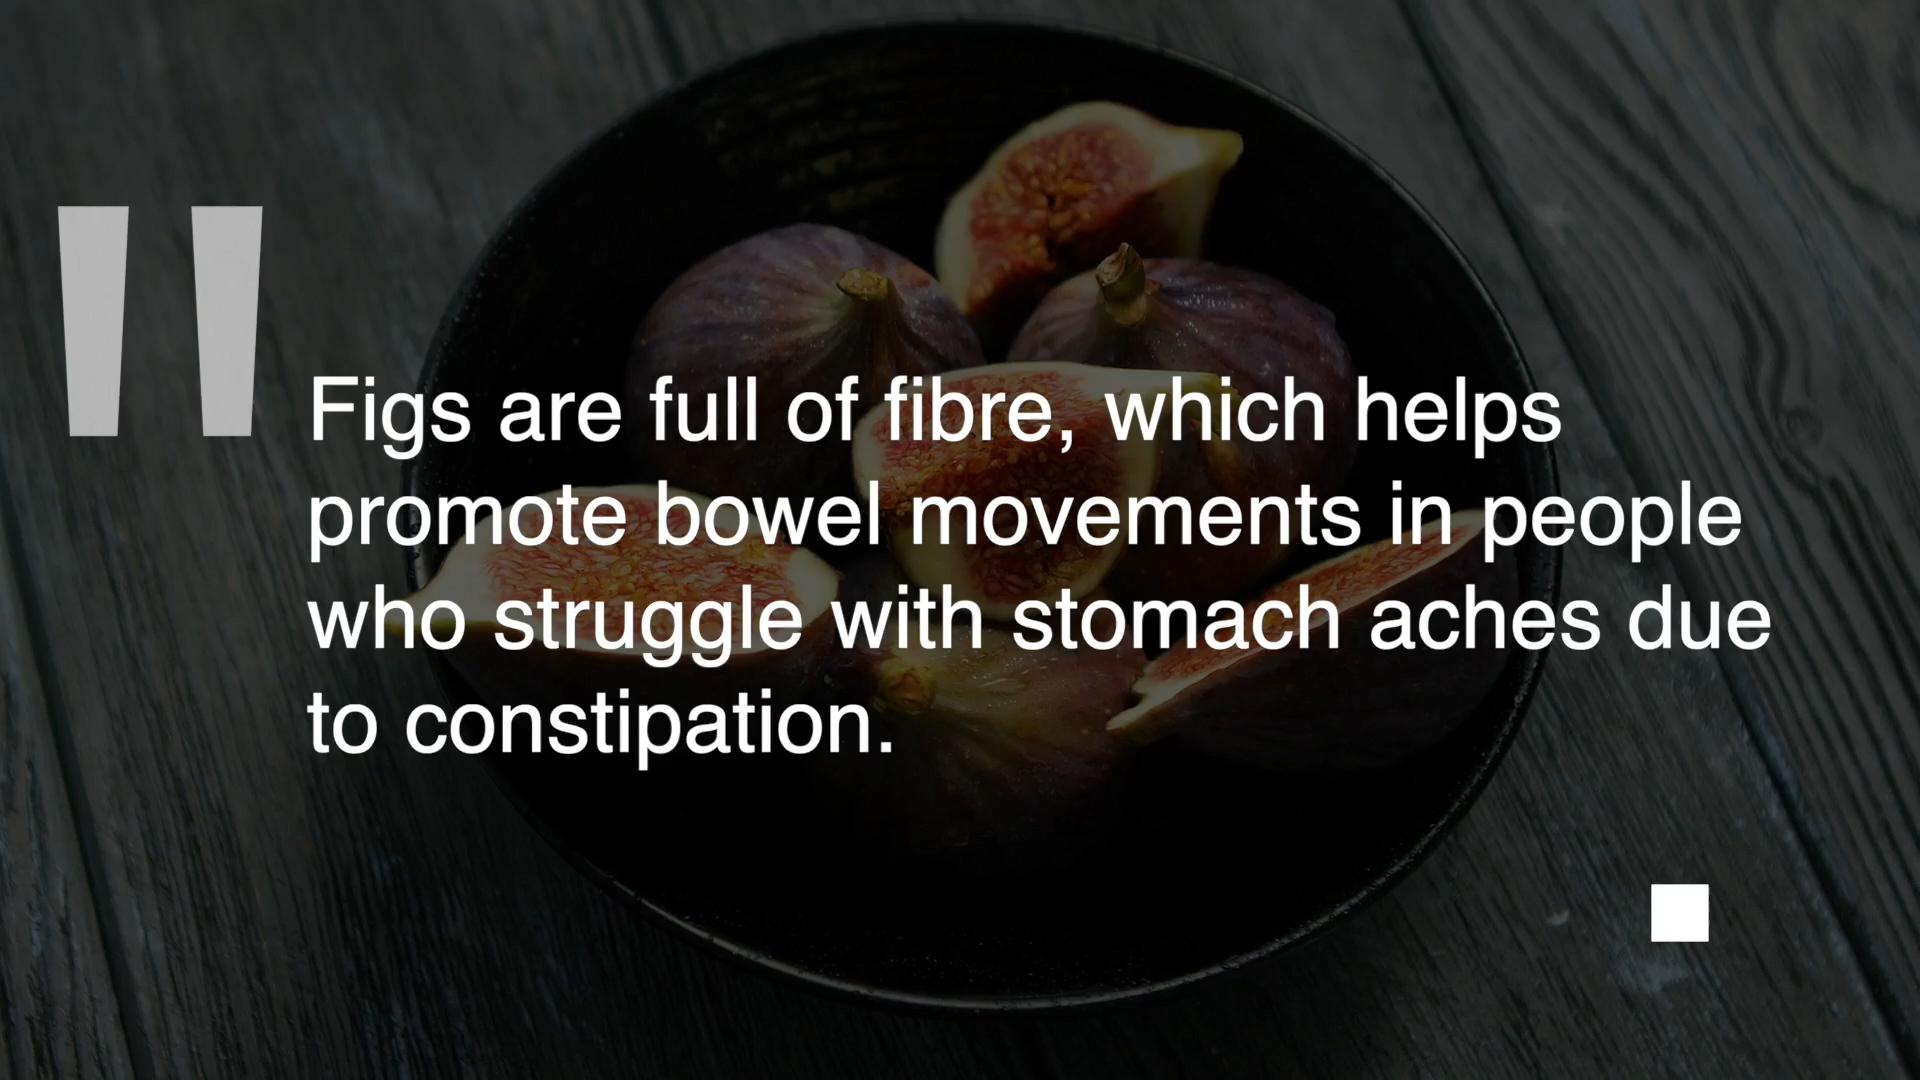 "
Figs are full of fibre, which helps
promote bowel movements in people
who struggle with stomach aches due
to constipation.